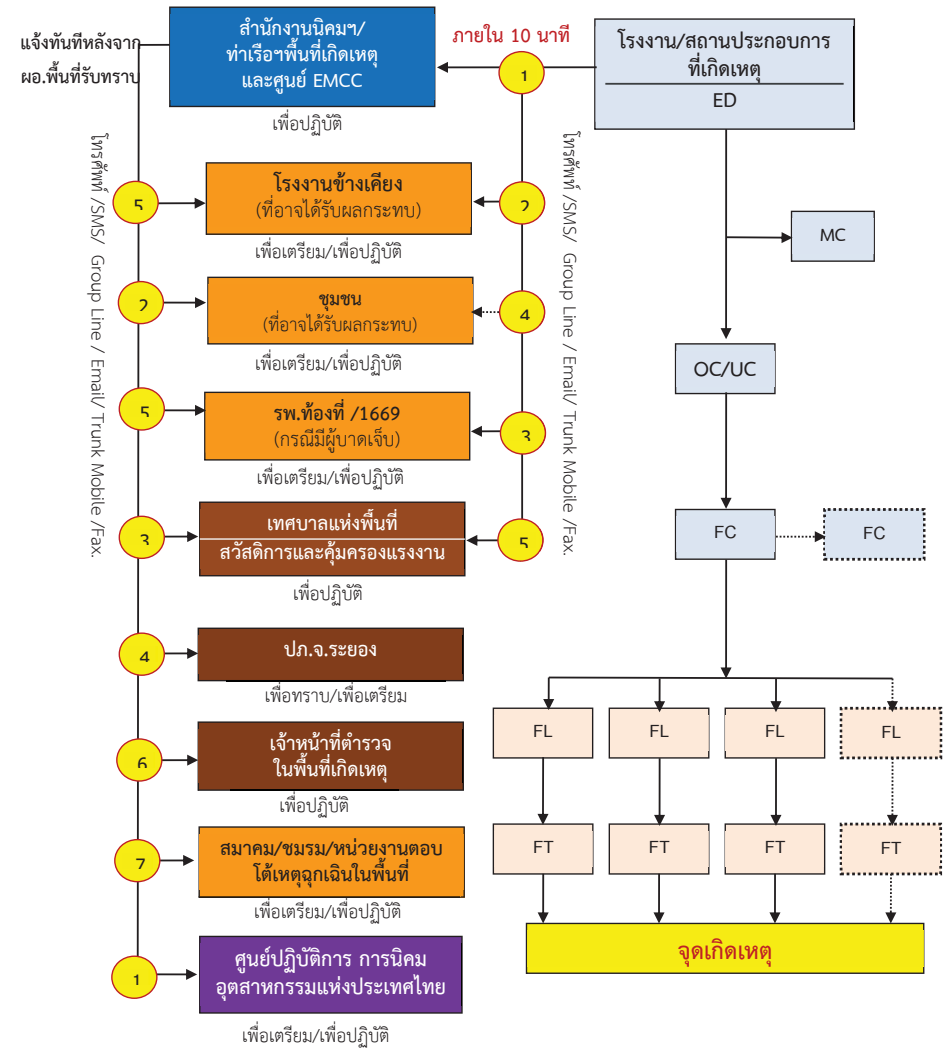 แจ้งทันทีหลังจาก
ผอ.พื้นที่รับทราบ
สำนักงานนิคมฯ/
ท่าเรือฯพื้นที่เกิดเหตุ
และศูนย์ EMCC
เพื่อปฏิบัติ
ภายใน 10 นาที
1
โรงงาน/สถานประกอบการ
ที่เกิดเหตุ
ED
โทรศัพท์ /SMS/ Group Line / Email/ Trunk Mobile /Fax.
โทรศัพท์ /SMS/ Group Line / Email/ Trunk Mobile /Fax.
5
โรงงานข้างเคียง
(ที่อาจได้รับผลกระทบ)
2
เพื่อเตรียม/เพื่อปฏิบัติ
MC
2
ชุมชน
(ที่อาจได้รับผลกระทบ)
4
เพื่อเตรียม/เพื่อปฏิบัติ
OC/UC
5
รพ.ท้องที่ /1669
(กรณีมีผู้บาดเจ็บ)
3
เพื่อเตรียม/เพื่อปฏิบัติ
3
เทศบาลแห่งพื้นที่
สวัสดิการและคุ้มครองแรงงาน
5
เพื่อปฏิบัติ
FC
FC
4
ปภ.จ.ระยอง
เพื่อทราบ/เพื่อเตรียม
6
เจ้าหน้าที่ตำรวจ
ในพื้นที่เกิดเหตุ
เพื่อปฏิบัติ
FL
FL
FL
FL
7
สมาคม/ชมรม/หน่วยงานตอบ
โต้เหตุฉุกเฉินในพื้นที่
เพื่อเตรียม/เพื่อปฏิบัติ
FT
FT
FT
FT
1
ศูนย์ปฏิบัติการ การนิคม
อุตสาหกรรมแห่งประเทศไทย
เพื่อเตรียม/เพื่อปฏิบัติ
จุดเกิดเหตุ